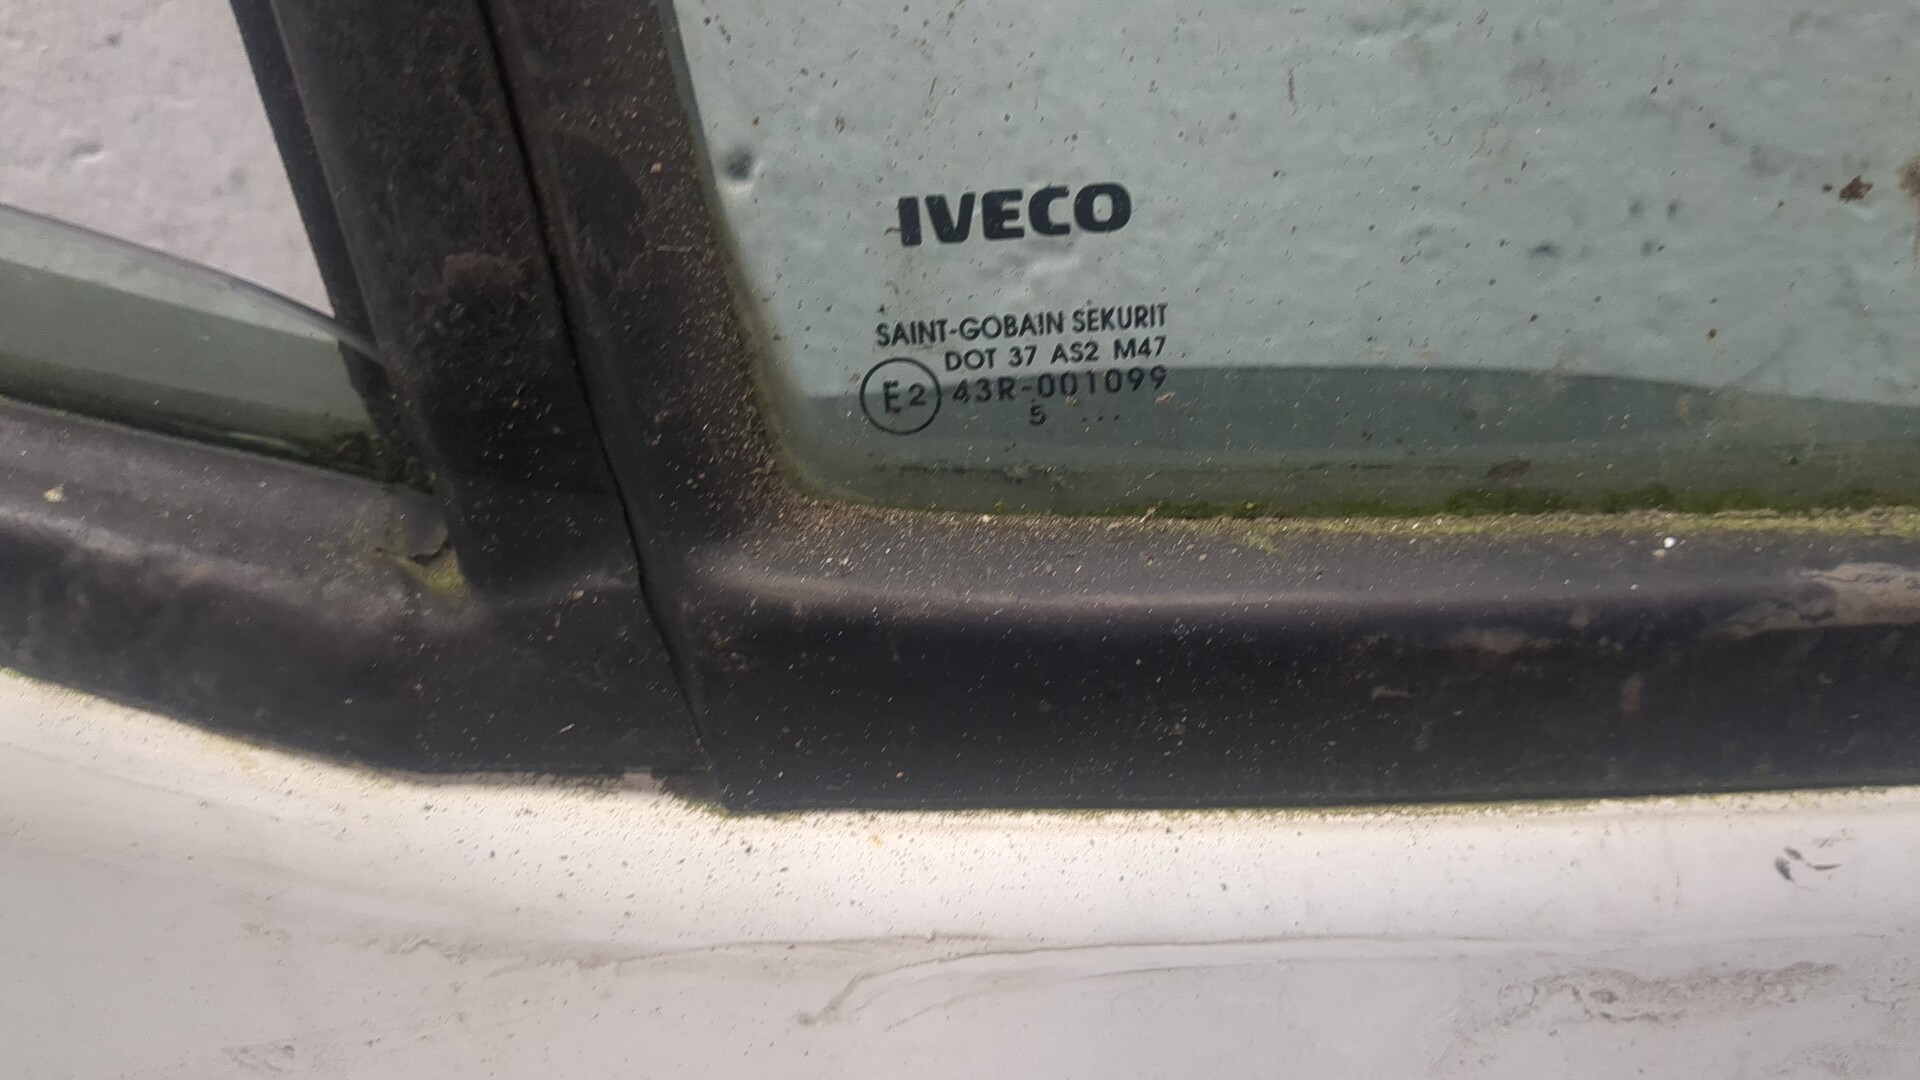 IVECO
SAINT-GOBAIN SEKURIT
DOT 37 AS2 M47
E2 43R-001099
5 ...